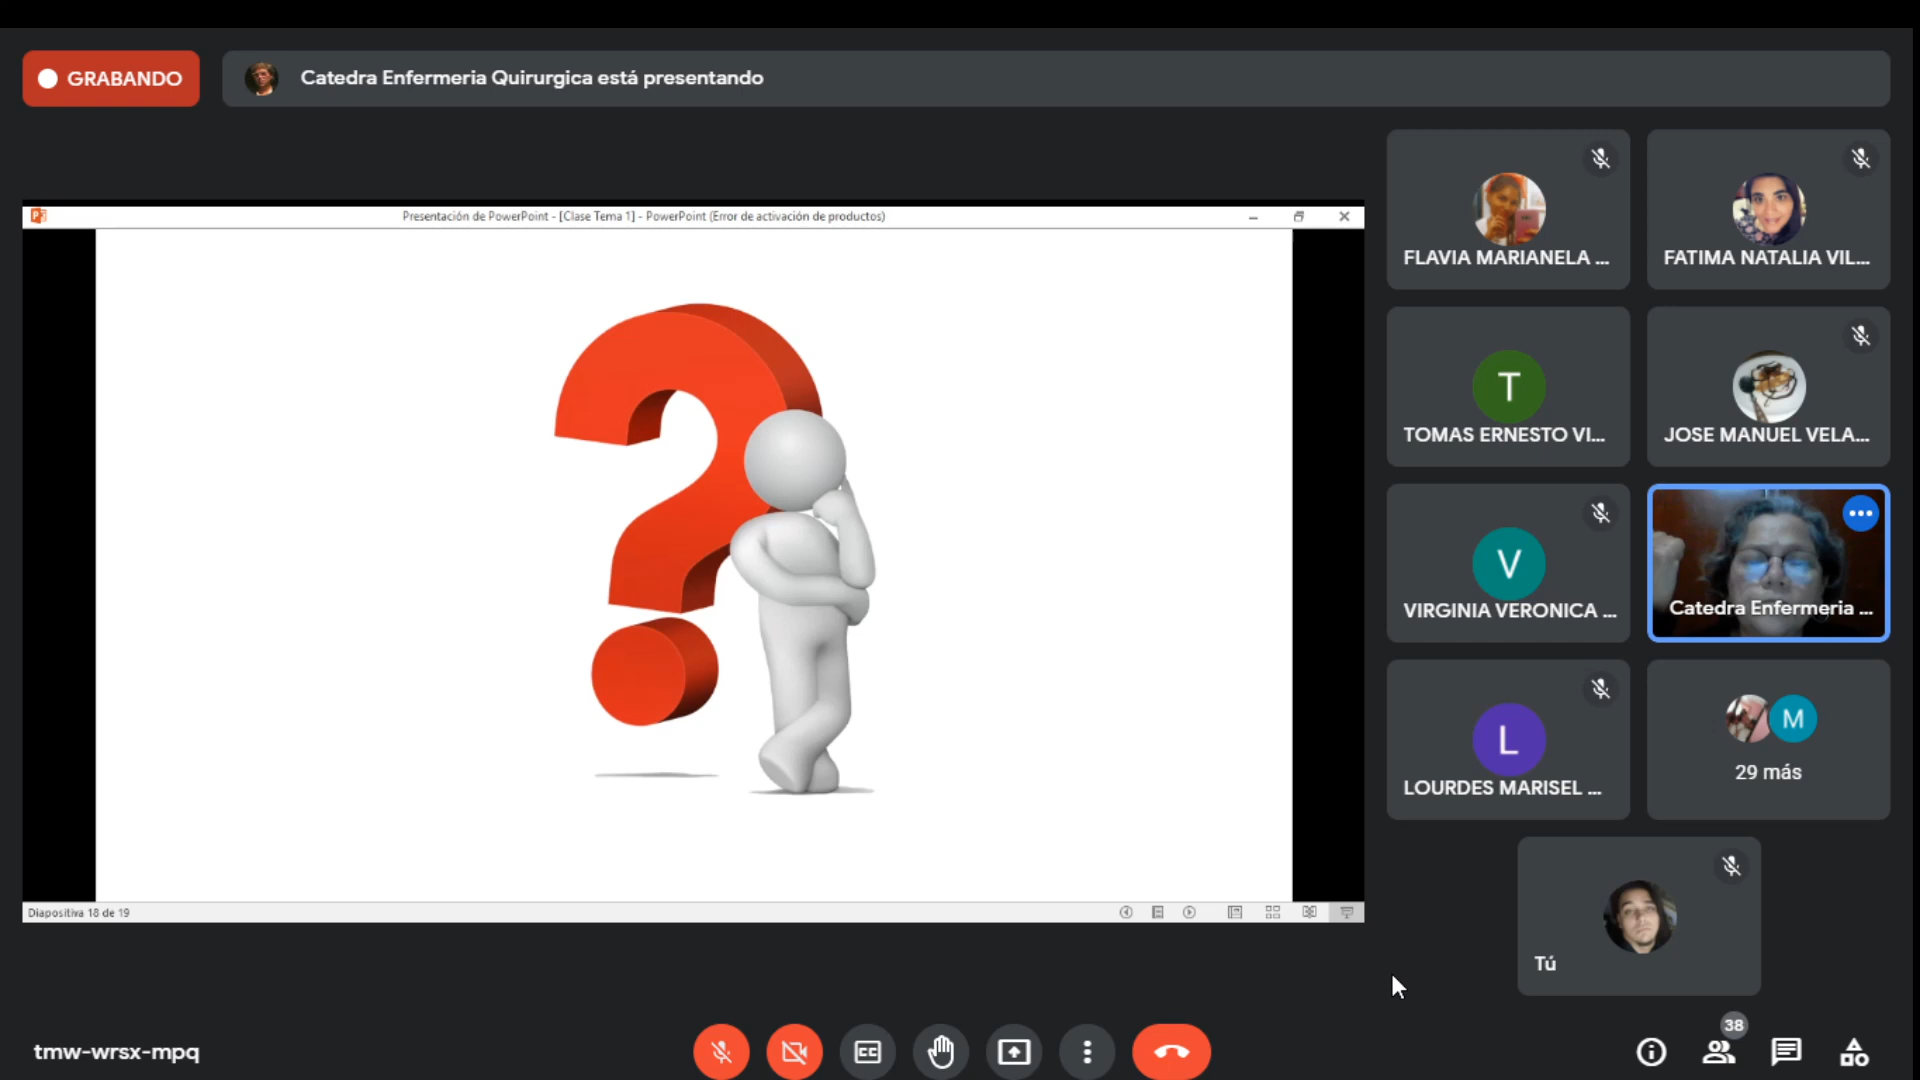 GRABANDO
Catedra Enfermeria Quirurgica está presentando
Presentación de PowerPoint - [Clase Tema 1] - PowerPoint (Error de activación de productos)
FLAVIA MARIANELA ...
FATIMA NATALIA VIL...
T
TOMAS ERNESTO VI...
JOSE MANUEL VELA...
V
VIRGINIA VERONICA ...
Catedra Enfermeria ...
L
LOURDES MARISEL ...
M
29 más
Tú
Diapositiva 18 de 19
tmw-wrsx-mpq
38